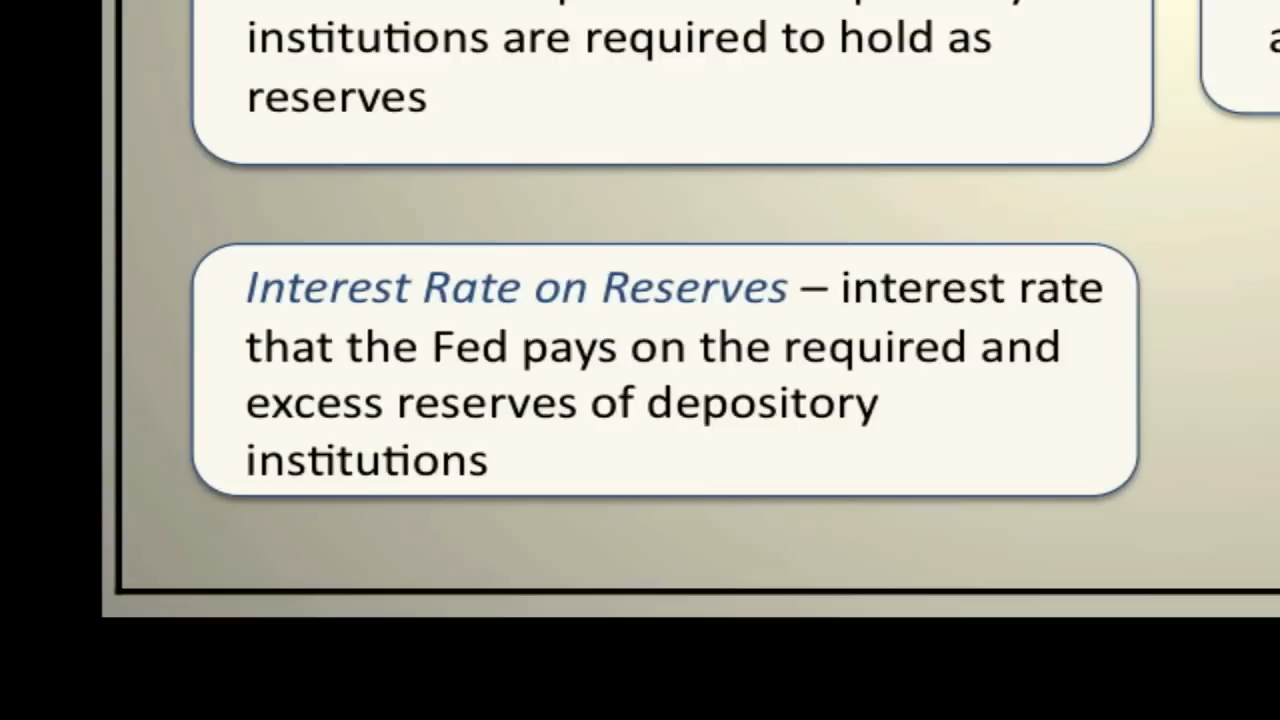 institutions are required to hold as
reserves
Interest Rate on Reserves – interest rate
that the Fed pays on the required and
excess reserves of depository
institutions